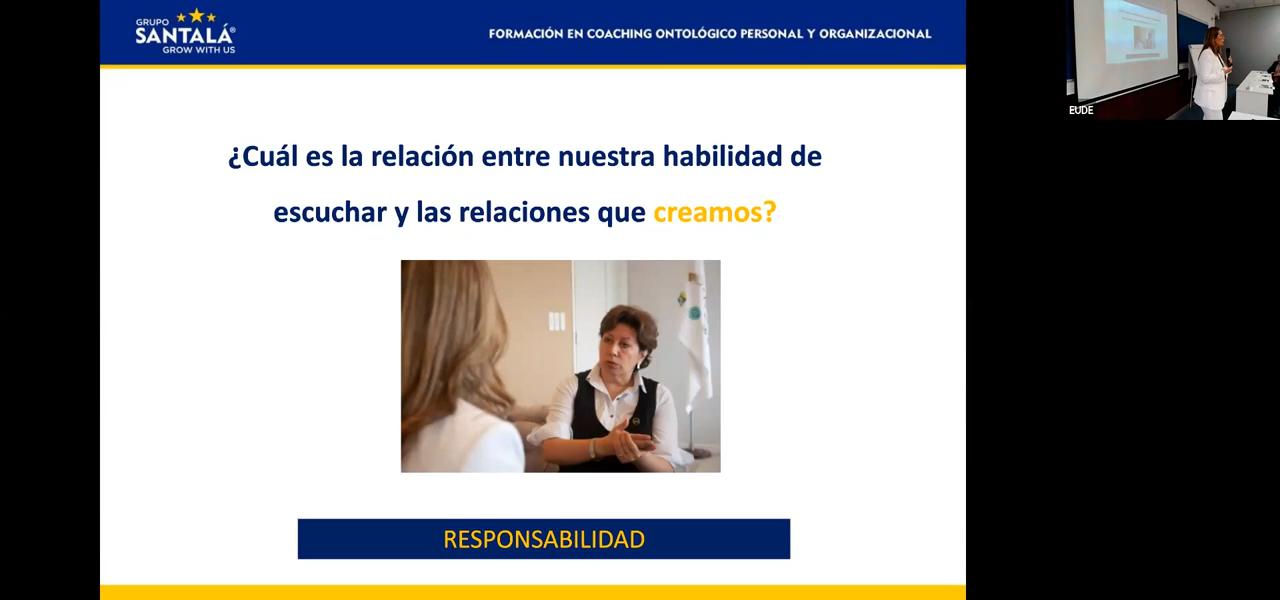 GRUPO
SANTALÁ®
GROW WITH US
FORMACIÓN EN COACHING ONTOLÓGICO PERSONAL Y ORGANIZACIONAL
¿Cuál es la relación entre nuestra habilidad de
escuchar y las relaciones que creamos?
RESPONSABILIDAD
EUDE